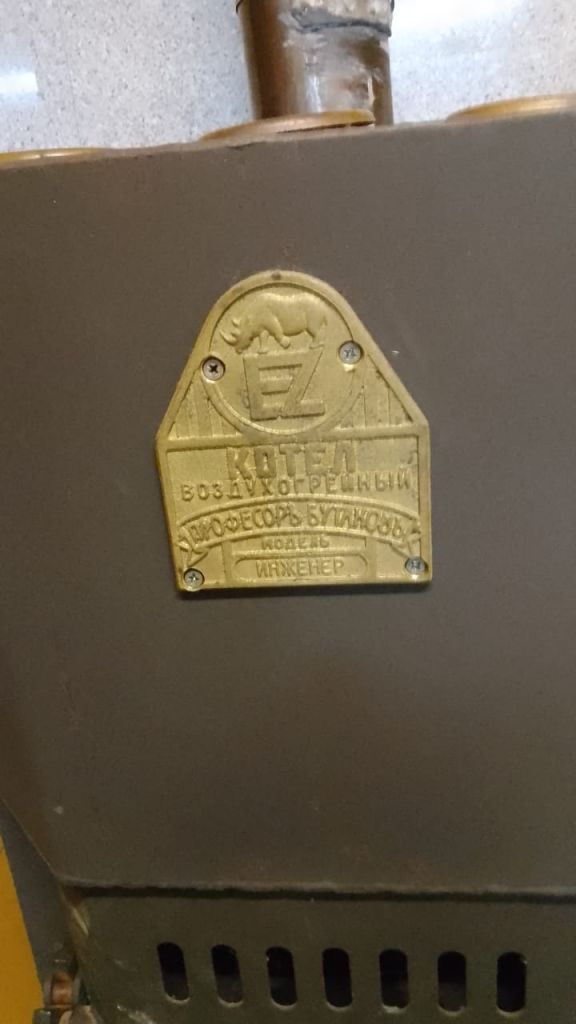 EZ
КОТЕЛ
ВОЗДУХОГРЕЙНЫЙ
ПРОФЕСОРЪ БУТАКОВЪ
МОДЕЛЬ
ИНЖЕНЕР